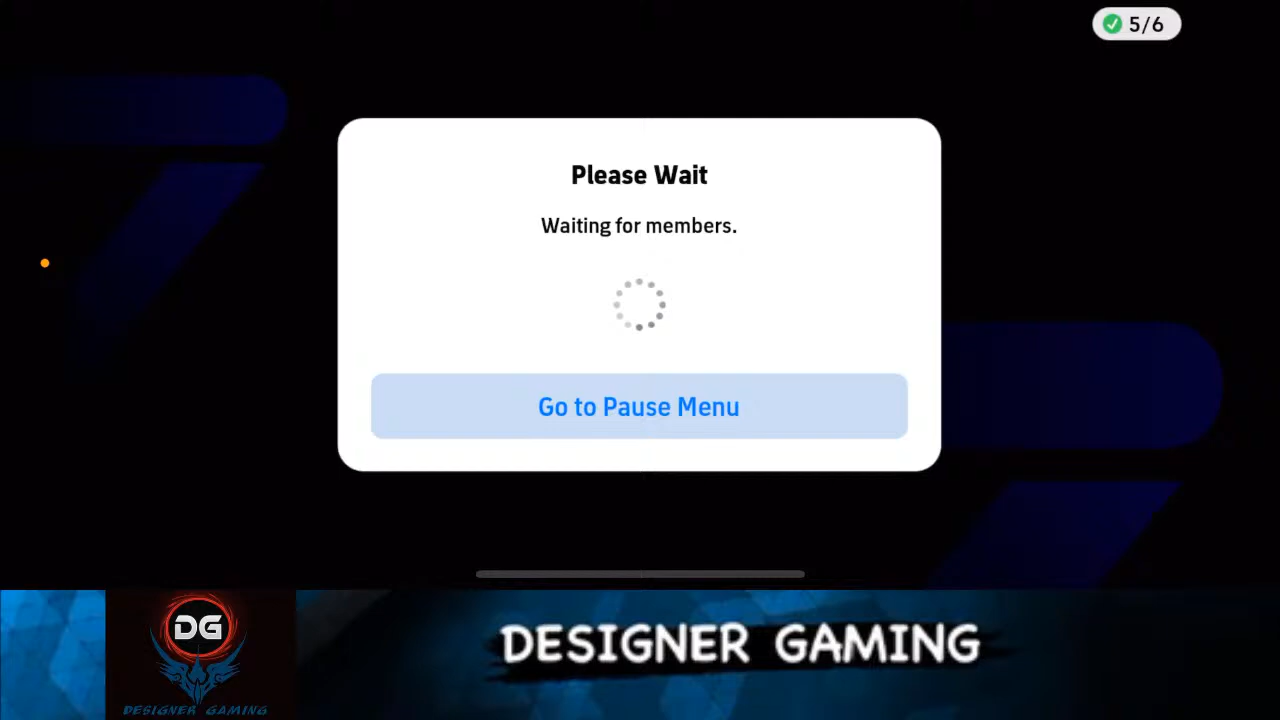 5/6
Please Wait
Waiting for members.
Go to Pause Menu
DG
DESIGNER GAMING
DESIGNER GAMING